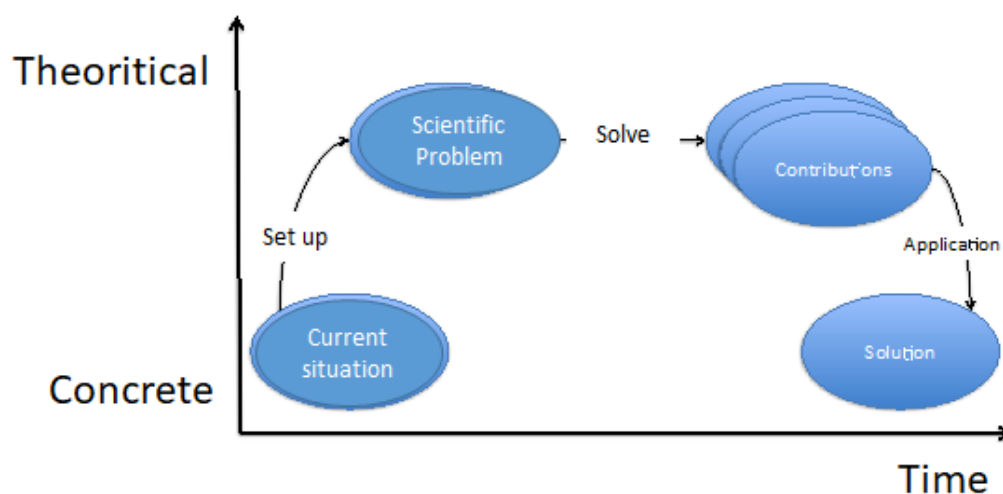 Theoritical
Scientific
Problem
Solve
Contributions
Set up
Application
Current
situation
Solution
Concrete
Time